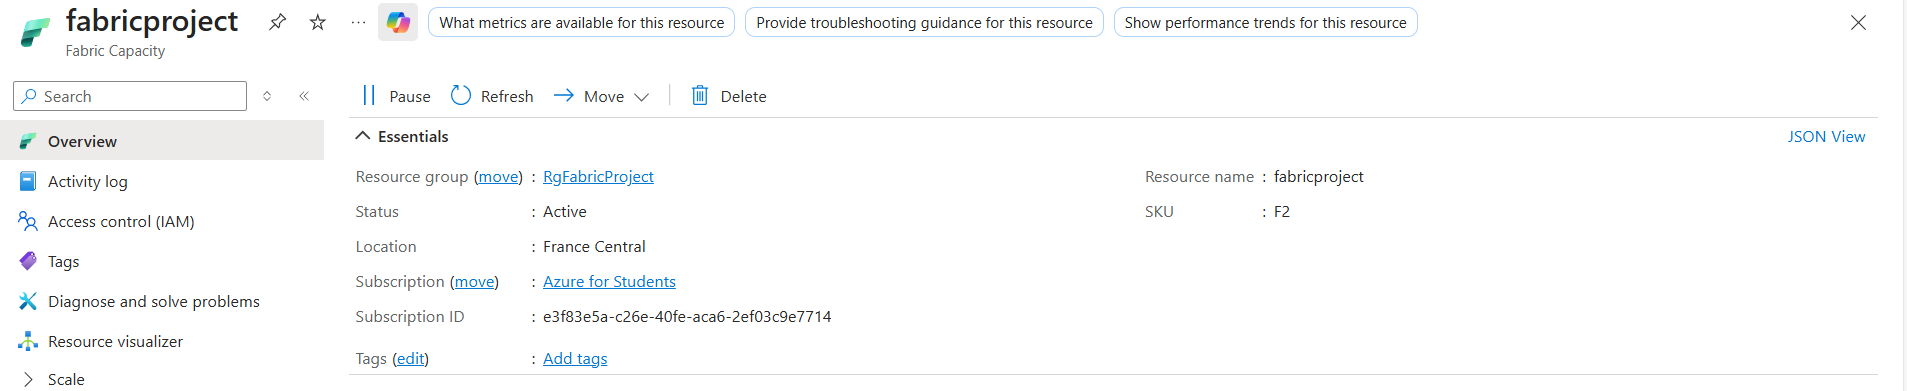 fabricproject
Fabric Capacity
What metrics are available for this resource
Provide troubleshooting guidance for this resource
Show performance trends for this resource
Search
Overview
Activity log
Access control (IAM)
Tags
Diagnose and solve problems
Resource visualizer
Scale
Pause
Refresh
Move
Delete
Essentials
JSON View
Resource group (move) : RgFabricProject
Status : Active
Location : France Central
Subscription (move) : Azure for Students
Subscription ID : e3f83e5a-c26e-40fe-aca6-2ef03c9e7714
Tags (edit) : Add tags
Resource name : fabricproject
SKU : F2